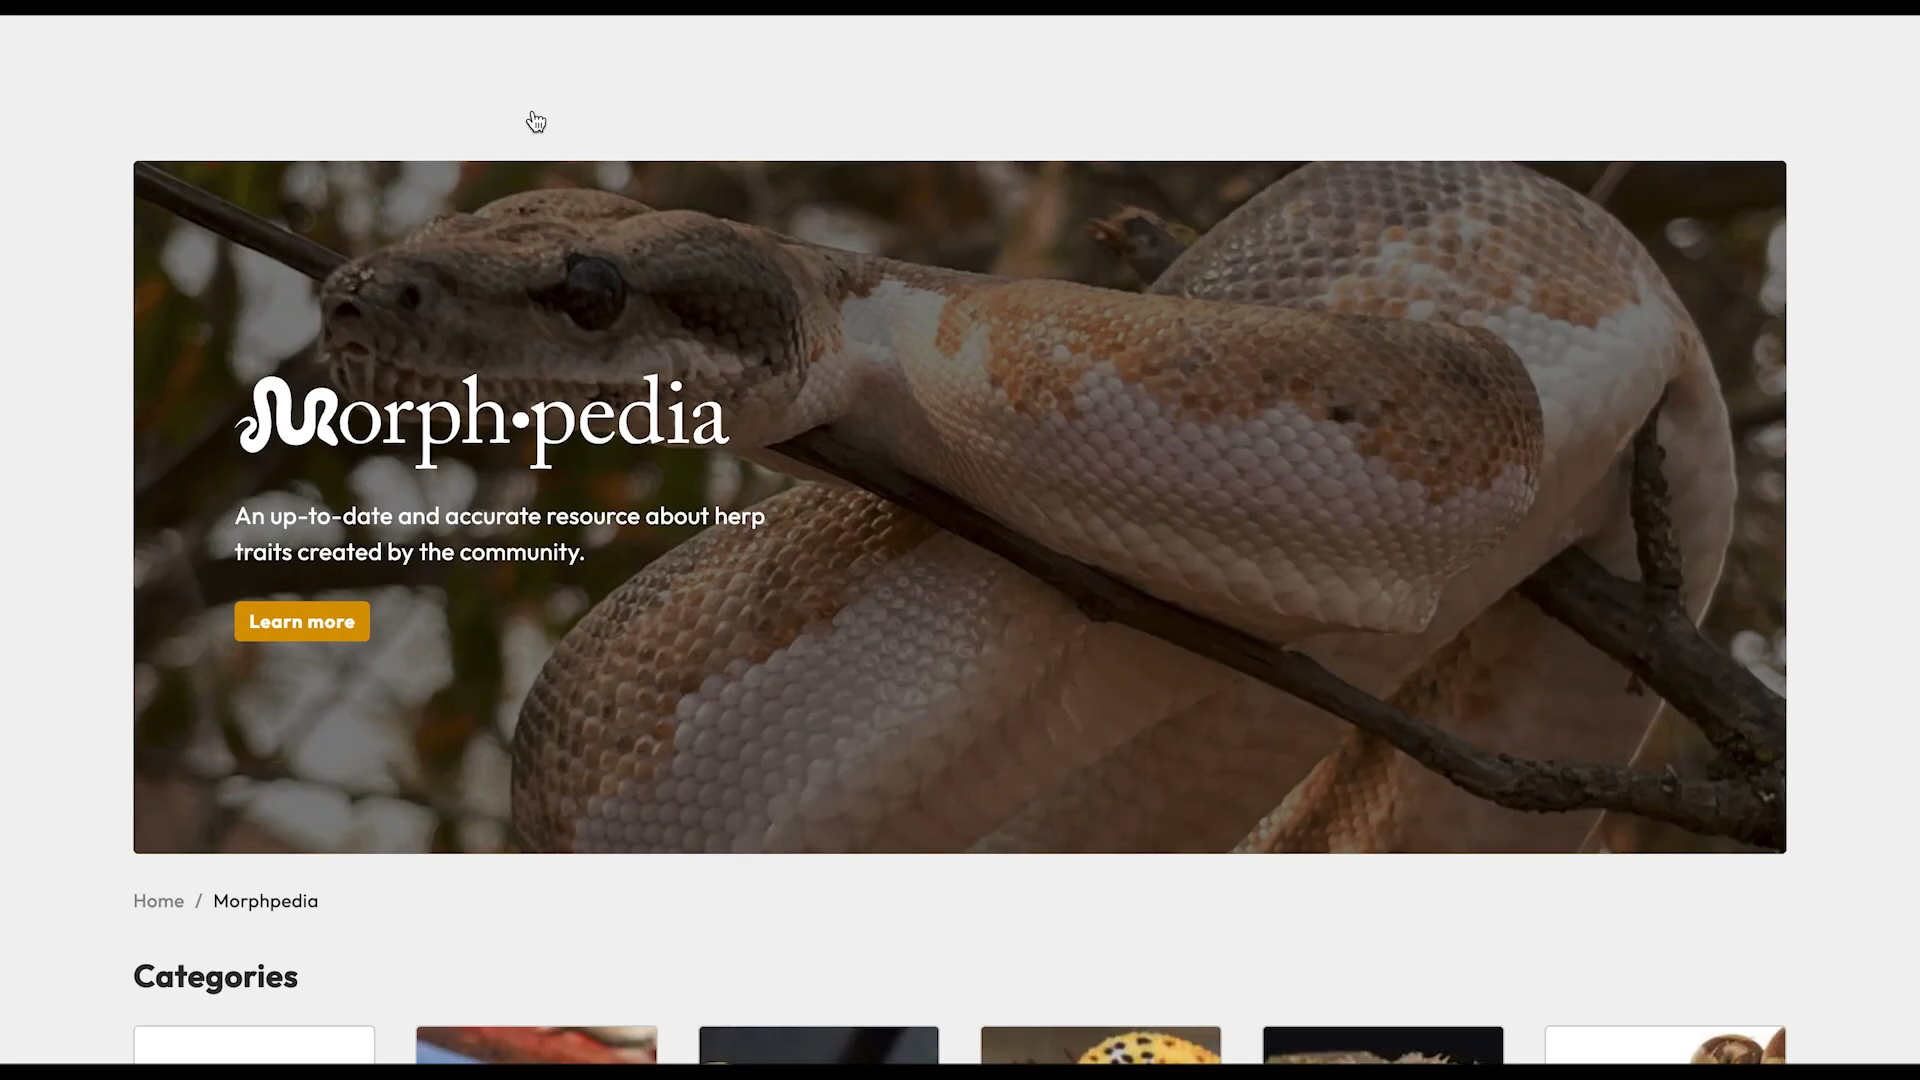 Morph•pedia
An up-to-date and accurate resource about herp
traits created by the community.
Learn more
Home / Morphpedia
Categories